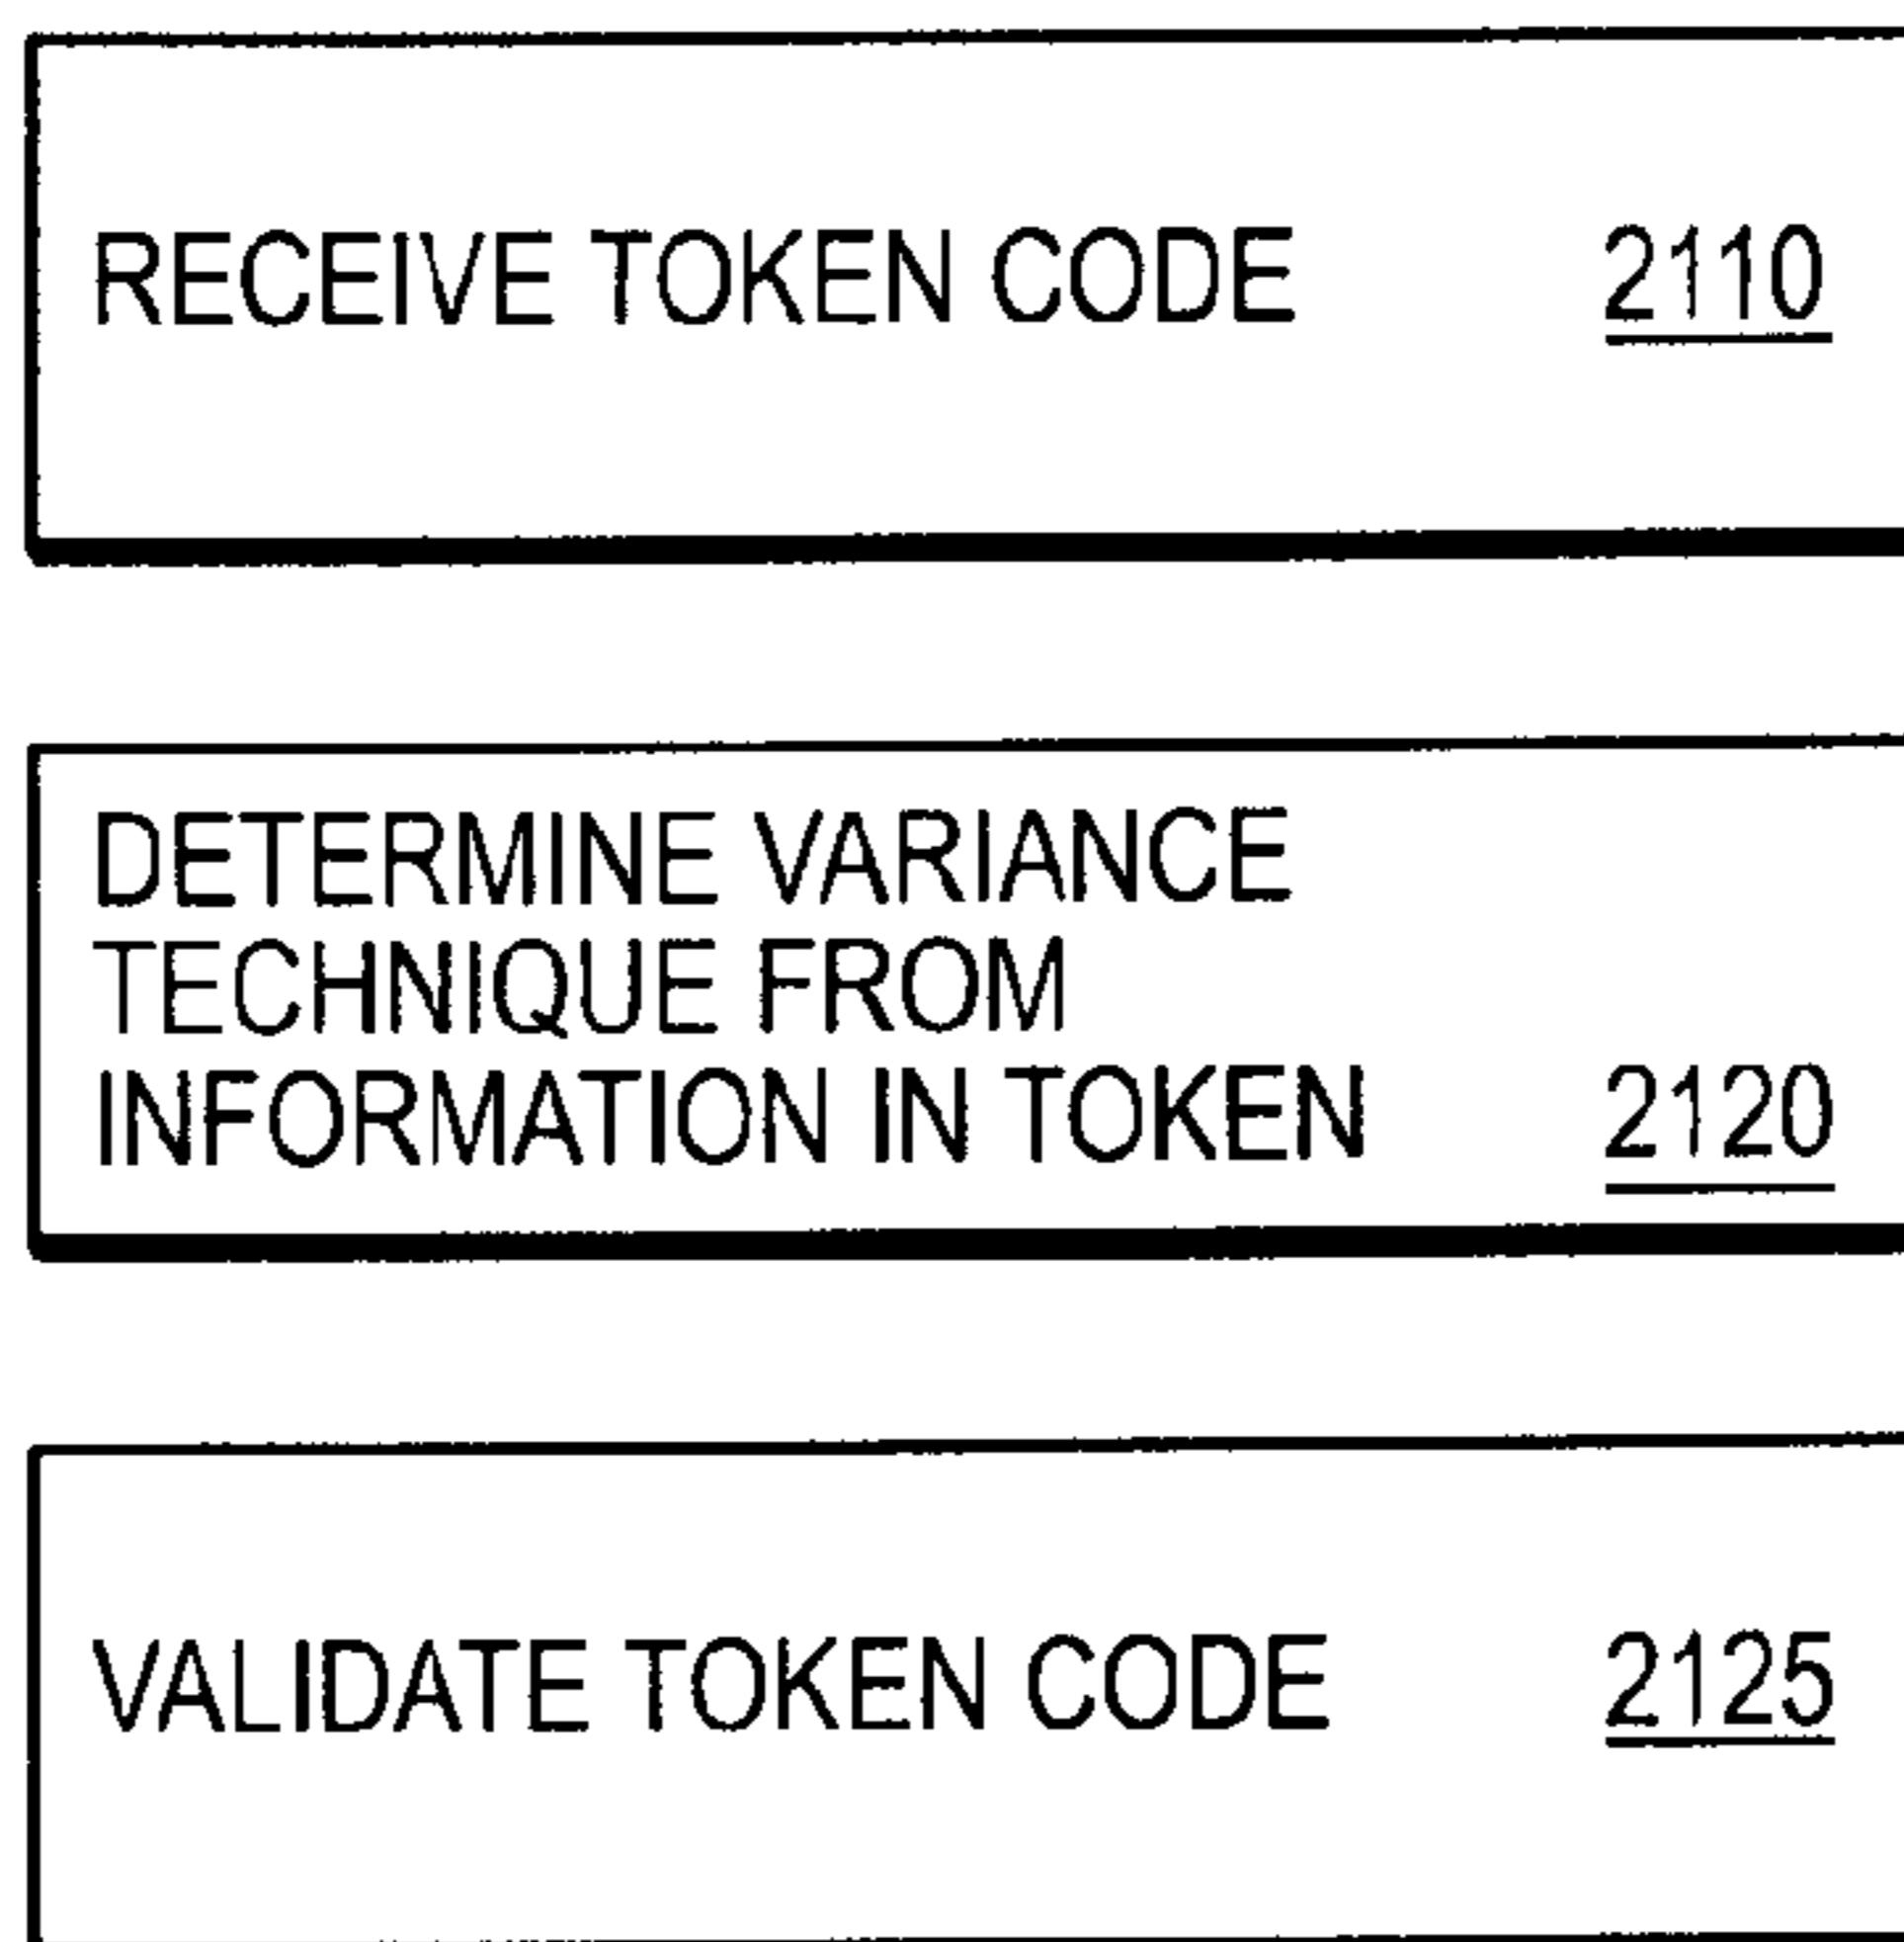 RECEIVE TOKEN CODE 2110
DETERMINE VARIANCE
TECHNIQUE FROM
INFORMATION IN TOKEN 2120
VALIDATE TOKEN CODE 2125